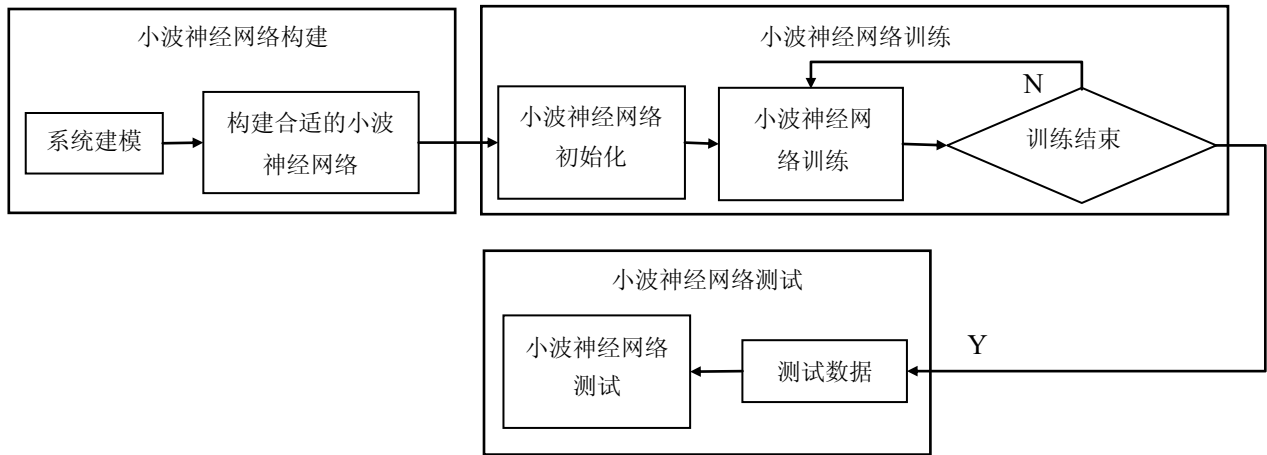 小波神经网络构建
系统建模
构建合适的小波
神经网络
小波神经网络训练
小波神经网络
初始化
小波神经网
络训练
N
训练结束
小波神经网络测试
小波神经网络
测试
测试数据
Y